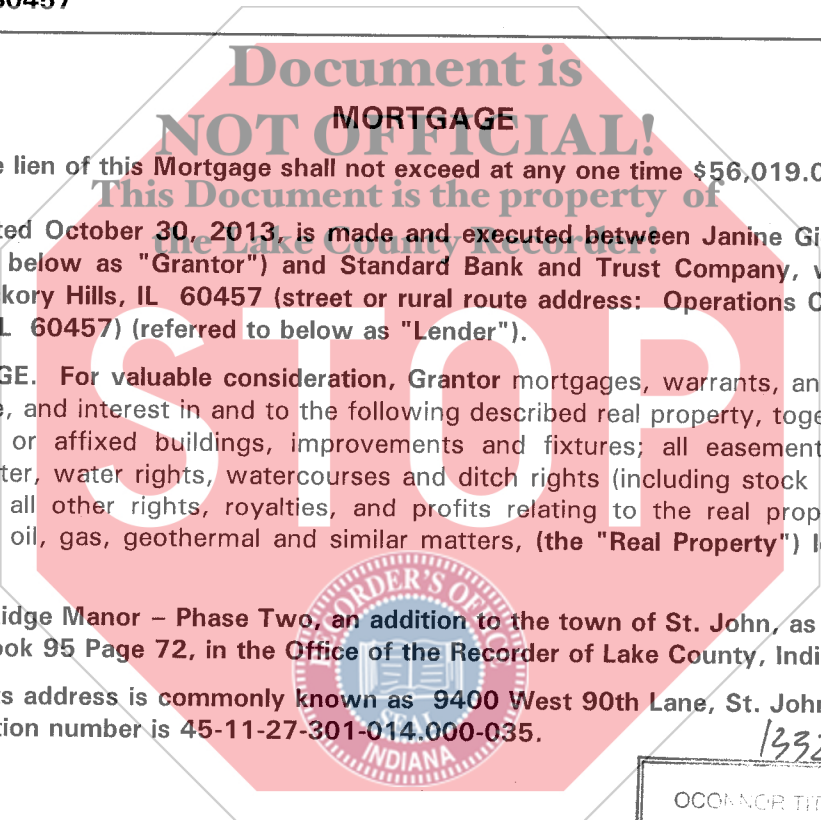 60457
Document is
MORTGAGE
NOT OFFICIAL!
e lien of this Mortgage shall not exceed at any one time $56,019.0
This Document is the property of
ted October 30, 2013, is made and executed between Janine Gi
the Lake County Recorder!
below as "Grantor") and Standard Bank and Trust Company, w
kory Hills, IL 60457 (street or rural route address: Operations C
L 60457) (referred to below as "Lender").
STOP
GE. For valuable consideration, Grantor mortgages, warrants, an
e, and interest in and to the following described real property, toge
or affixed buildings, improvements and fixtures; all easement
ter, water rights, watercourses and ditch rights (including stock
all other rights, royalties, and profits relating to the real prop
oil, gas, geothermal and similar matters, (the "Real Property") l
RECORDER'S OFFICE
idge Manor – Phase Two, an addition to the town of St. John, as
ook 95 Page 72, in the Office of the Recorder of Lake County, Indi
s address is commonly known as 9400 West 90th Lane, St. John
SEAL
tion number is 45-11-27-301-014.000-035.
INDIANA
1332
OCONNOR TIT